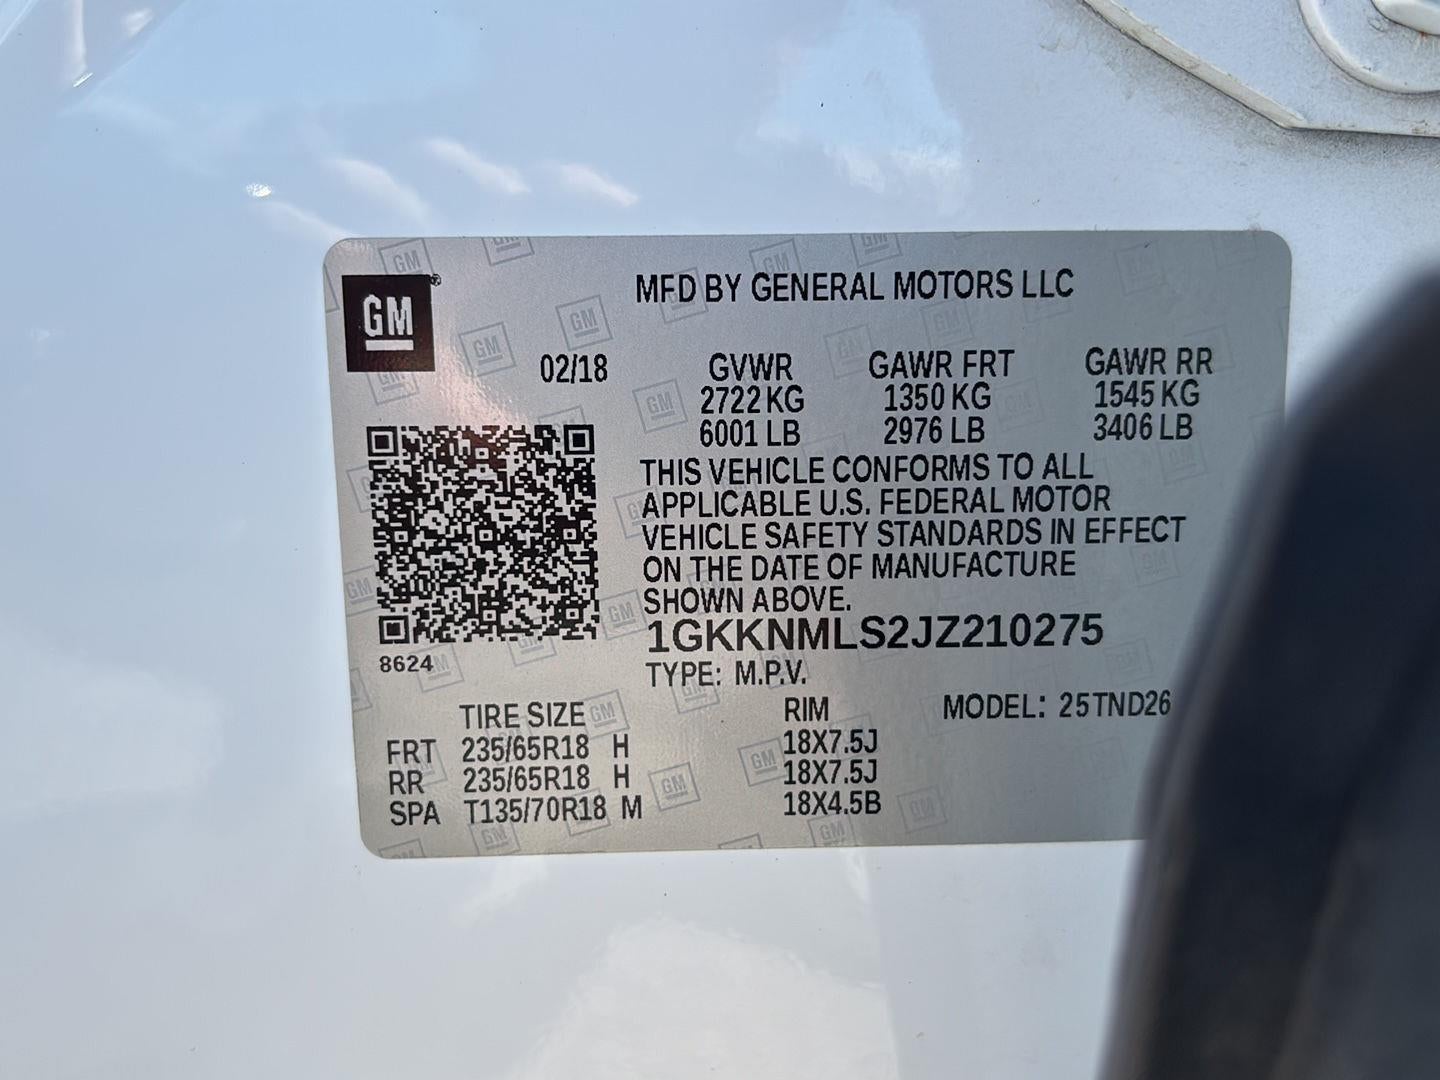 GM®
MFD BY GENERAL MOTORS LLC
02/18 GVWR GAWR FRT GAWR RR
2722 KG 1350 KG 1545 KG
6001 LB 2976 LB 3406 LB
THIS VEHICLE CONFORMS TO ALL
APPLICABLE U.S. FEDERAL MOTOR
VEHICLE SAFETY STANDARDS IN EFFECT
ON THE DATE OF MANUFACTURE
SHOWN ABOVE.
1GKKNMLS2JZ210275
8624
TYPE: M.P.V.
TIRE SIZE RIM MODEL: 25TND26
FRT 235/65R18 H 18X7.5J
RR 235/65R18 H 18X7.5J
SPA T135/70R18 M 18X4.5B